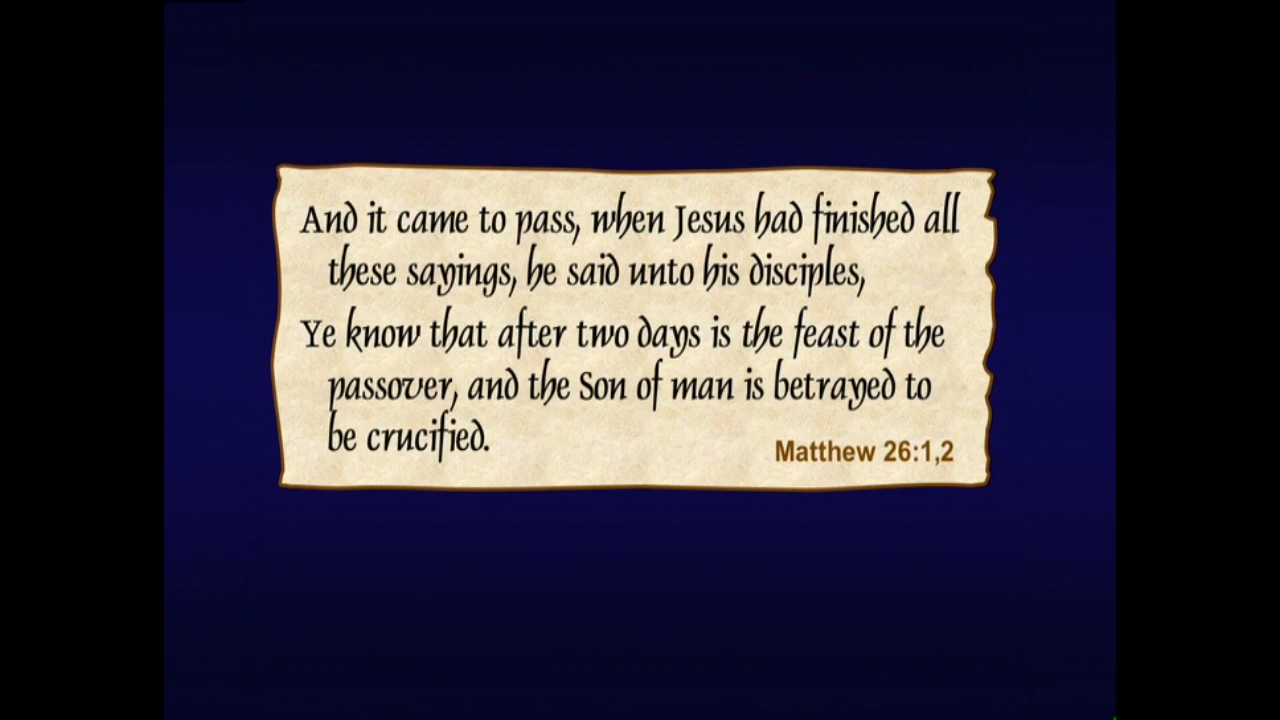 And it came to pass, when Jesus had finished all
these sayings, he said unto his disciples,
Ye know that after two days is the feast of the
passover, and the Son of man is betrayed to
be crucified.
Matthew 26:1,2